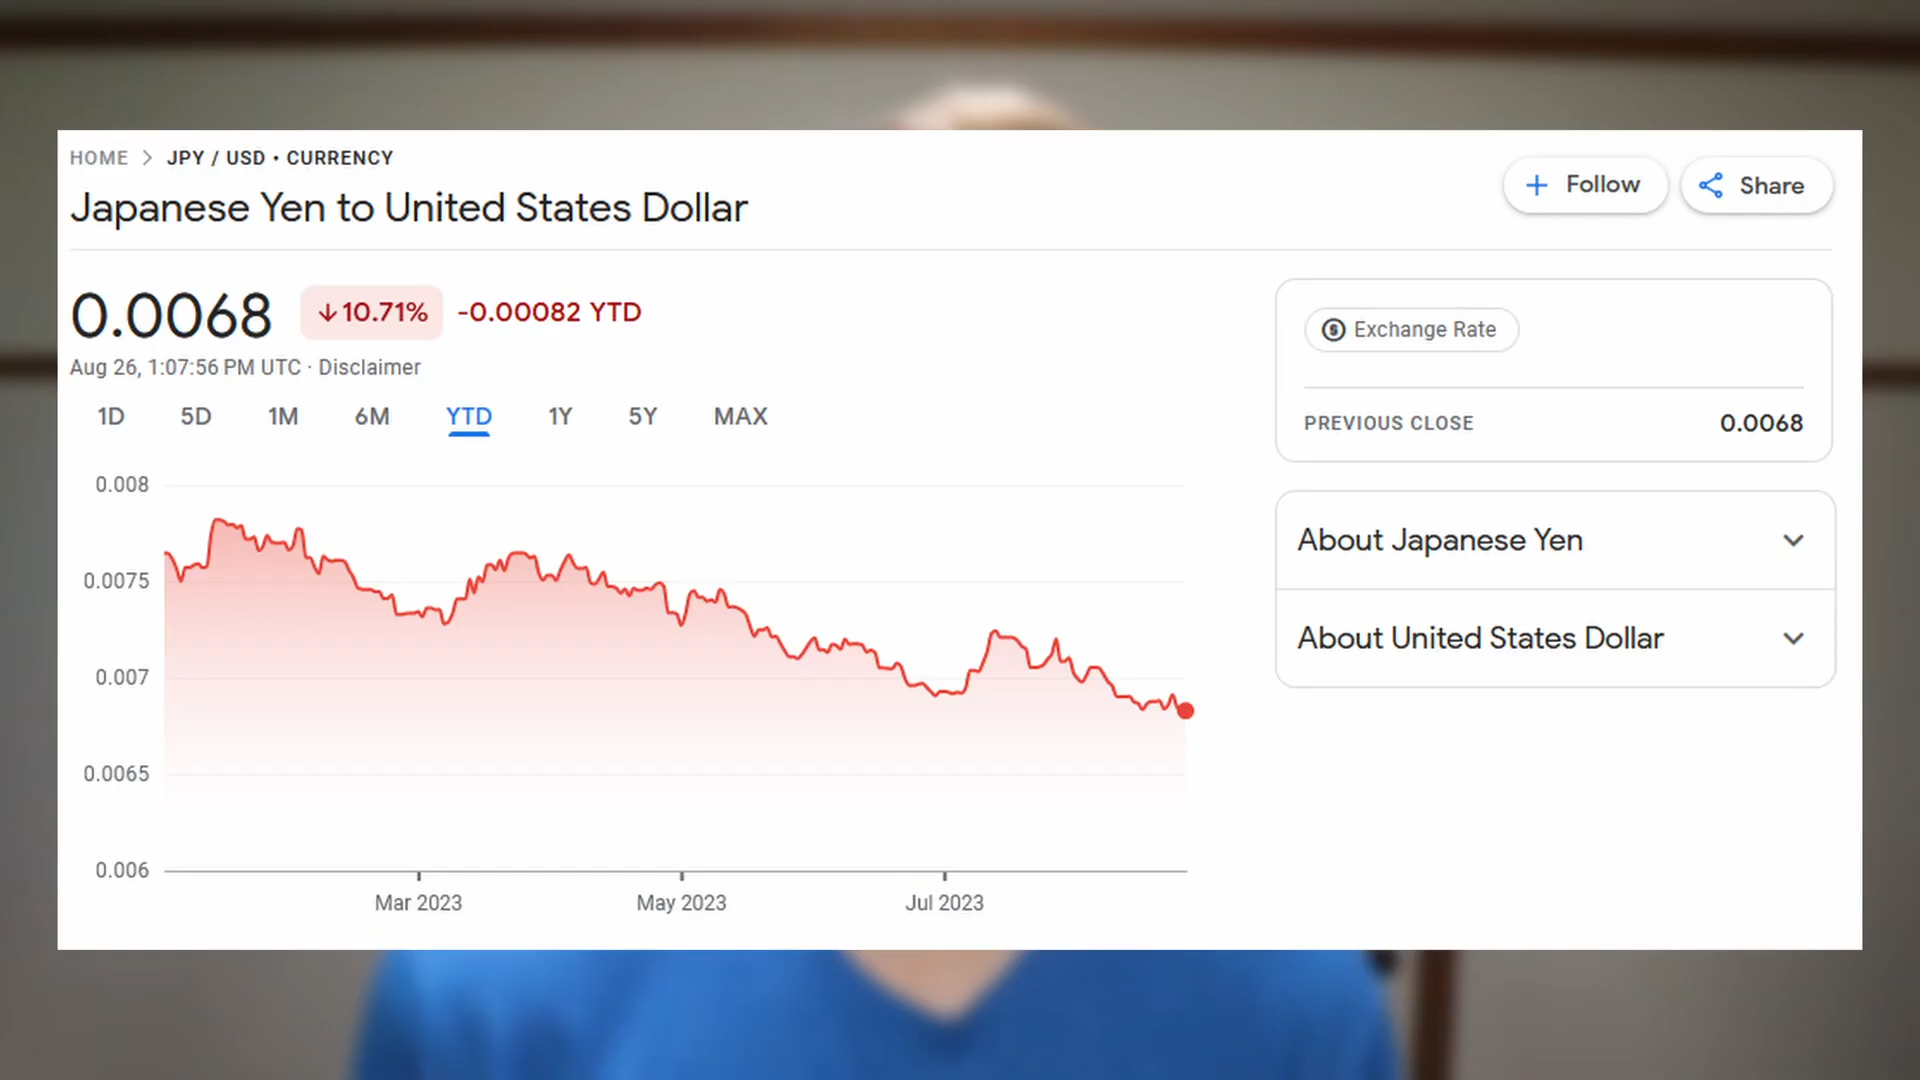 HOME > JPY / USD • CURRENCY
Japanese Yen to United States Dollar
+ Follow
Share
0.0068 ↓10.71% -0.00082 YTD
Aug 26, 1:07:56 PM UTC · Disclaimer
1D 5D 1M 6M YTD 1Y 5Y MAX
0.008
0.0075
0.007
0.0065
0.006
Mar 2023 May 2023 Jul 2023
Exchange Rate
PREVIOUS CLOSE 0.0068
About Japanese Yen
About United States Dollar